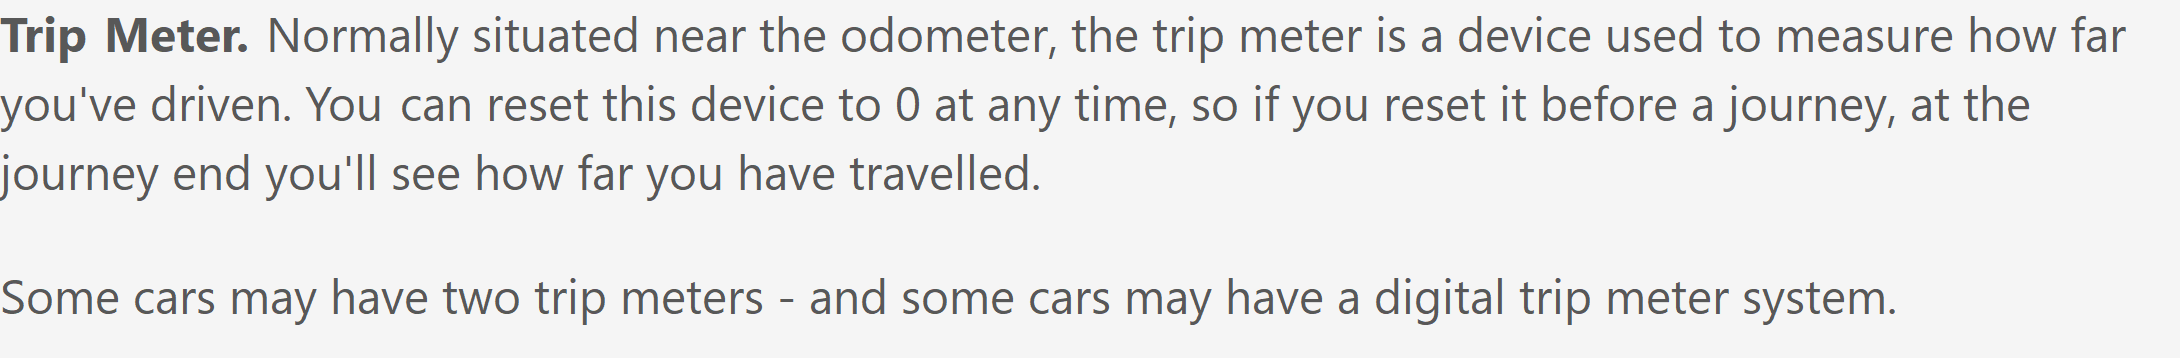 Trip Meter. Normally situated near the odometer, the trip meter is a device used to measure how far
you've driven. You can reset this device to 0 at any time, so if you reset it before a journey, at the
journey end you'll see how far you have travelled.
Some cars may have two trip meters - and some cars may have a digital trip meter system.